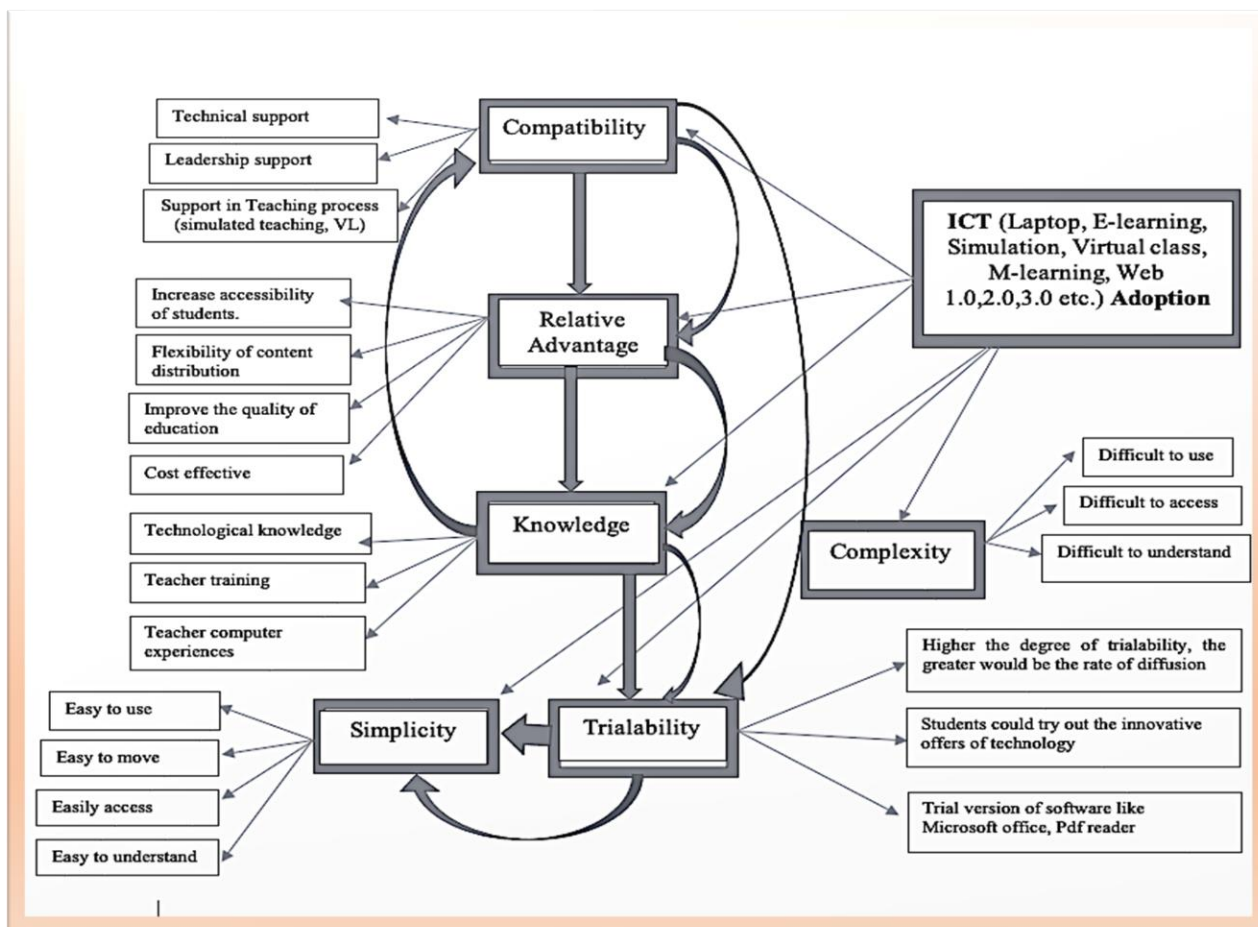 Technical support
Leadership support
Support in Teaching process
(simulated teaching, VL)
Compatibility
ICT (Laptop, E-learning,
Simulation, Virtual class,
M-learning, Web
1.0,2.0,3.0 etc.) Adoption
Increase accessibility
of students.
Flexibility of content
distribution
Improve the quality of
education
Cost effective
Relative
Advantage
Technological knowledge
Teacher training
Teacher computer
experiences
Knowledge
Complexity
Difficult to use
Difficult to access
Difficult to understand
Easy to use
Easy to move
Easily access
Easy to understand
Simplicity
Trialability
Higher the degree of trialability, the
greater would be the rate of diffusion
Students could try out the innovative
offers of technology
Trial version of software like
Microsoft office, Pdf reader